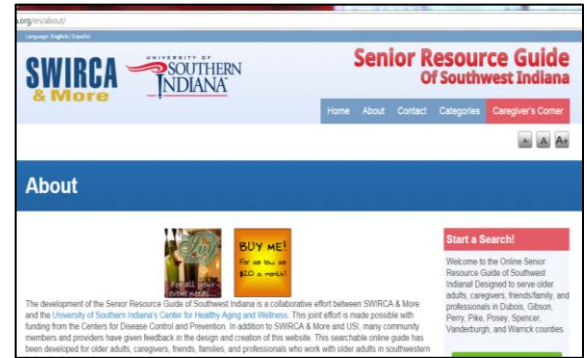 .org/en/about/
Language: English | Español
SWIRCA
& More
UNIVERSITY OF
SOUTHERN
INDIANA
Senior Resource Guide
Of Southwest Indiana
Home About Contact Categories Caregiver's Corner
A- A A+
About
For all your
event needs...
BUY ME!
For as low as
$20 a month!
The development of the Senior Resource Guide of Southwest Indiana is a collaborative effort between SWIRCA & More
and the University of Southern Indiana's Center for Healthy Aging and Wellness. This joint effort is made possible with
funding from the Centers for Disease Control and Prevention. In addition to SWIRCA & More and USI, many community
members and providers have given feedback in the design and creation of this website. This searchable online guide has
been developed for older adults, caregivers, friends, families, and professionals who work with older adults in southwestern
Start a Search!
Welcome to the Online Senior
Resource Guide of Southwest
Indiana! Designed to serve older
adults, caregivers, friends/family, and
professionals in Dubois, Gibson,
Perry, Pike, Posey, Spencer,
Vanderburgh, and Warrick counties.